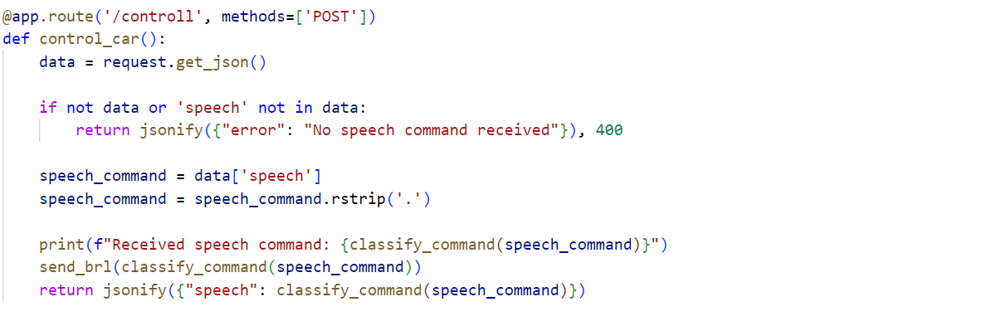 @app.route('/controll', methods=['POST'])
def control_car():
    data = request.get_json()

    if not data or 'speech' not in data:
        return jsonify({"error": "No speech command received"}), 400

    speech_command = data['speech']
    speech_command = speech_command.rstrip('.')

    print(f"Received speech command: {classify_command(speech_command)}")
    send_brl(classify_command(speech_command))
    return jsonify({"speech": classify_command(speech_command)})